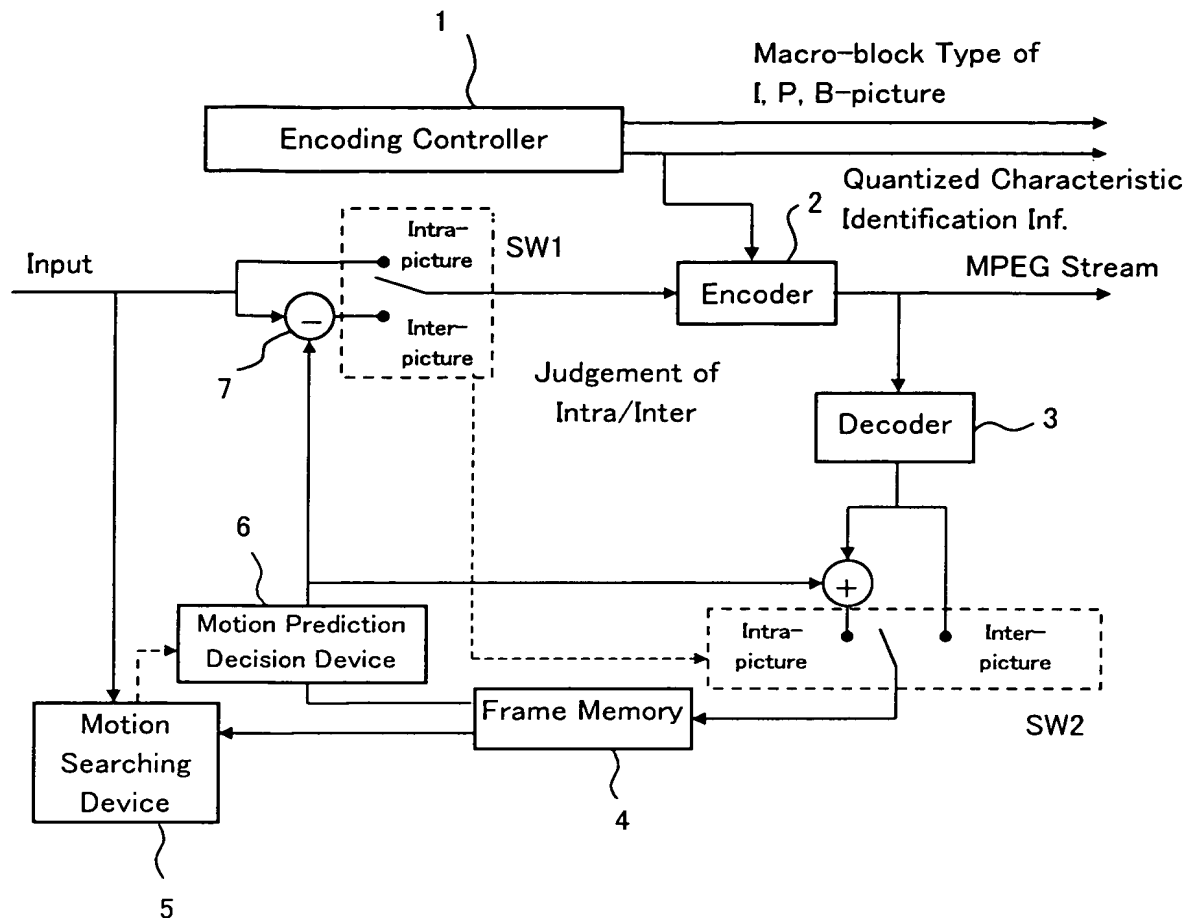 1
Macro-block Type of
I, P, B-picture
Encoding Controller
Quantized Characteristic
Identification Inf.
2
Intra-
picture
SW1
Input
MPEG Stream
Encoder
−
Inter-
picture
7
Judgement of
Intra/Inter
Decoder
3
6
+
Motion Prediction
Decision Device
Intra-
picture
Inter-
picture
Frame Memory
SW2
Motion
Searching
Device
4
5